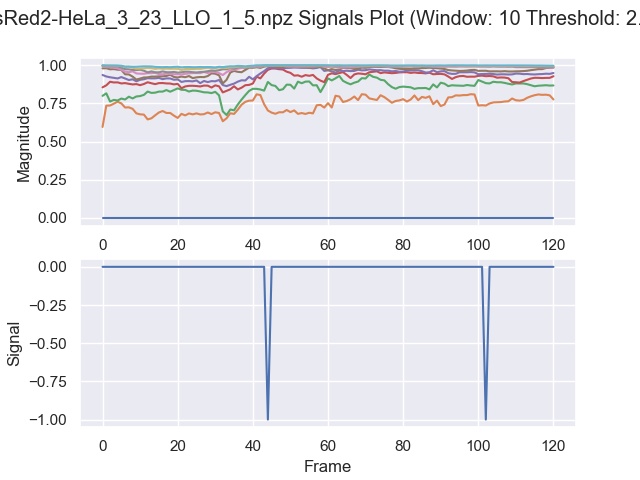 sRed2-HeLa_3_23_LLO_1_5.npz Signals Plot (Window: 10 Threshold: 2.
1.00
0.75
0.50
0.25
0.00
Magnitude
0 20 40 60 80 100 120
0.00
−0.25
−0.50
−0.75
−1.00
Signal
0 20 40 60 80 100 120
Frame